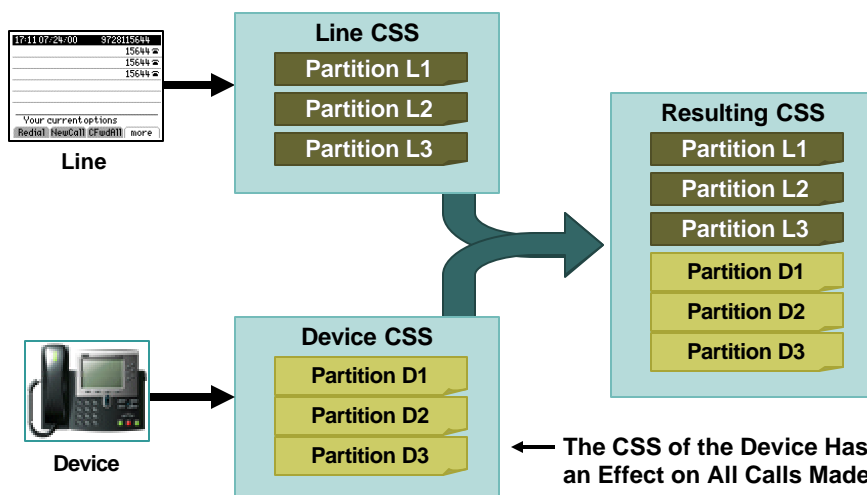 17:11 07/24/00 9728115644
15644
15644
15644
Your current options
Redial NewCall CFwdAll more
Line
Line CSS
Partition L1
Partition L2
Partition L3
Device
Device CSS
Partition D1
Partition D2
Partition D3
Resulting CSS
Partition L1
Partition L2
Partition L3
Partition D1
Partition D2
Partition D3
The CSS of the Device Has
an Effect on All Calls Made